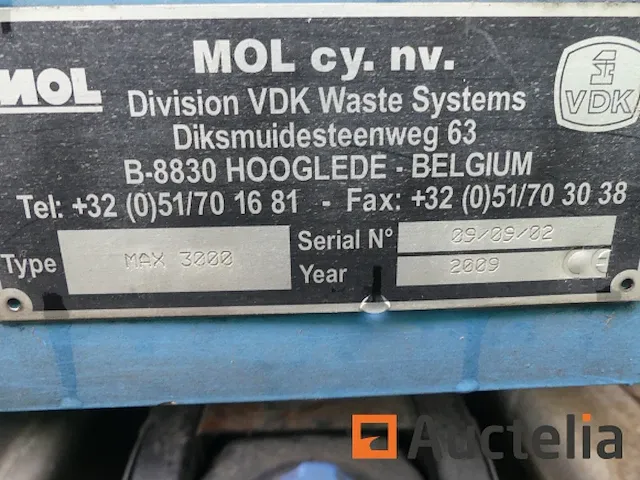 MOL
MOL cy. nv.
VDK
Division VDK Waste Systems
Diksmuidesteenweg 63
B-8830 HOOGLEDE - BELGIUM
Tel: +32 (0)51/70 16 81 - Fax: +32 (0)51/70 30 38
Type MAX 3000
Serial N° 09/09/02
Year 2009 CE
Auctelia